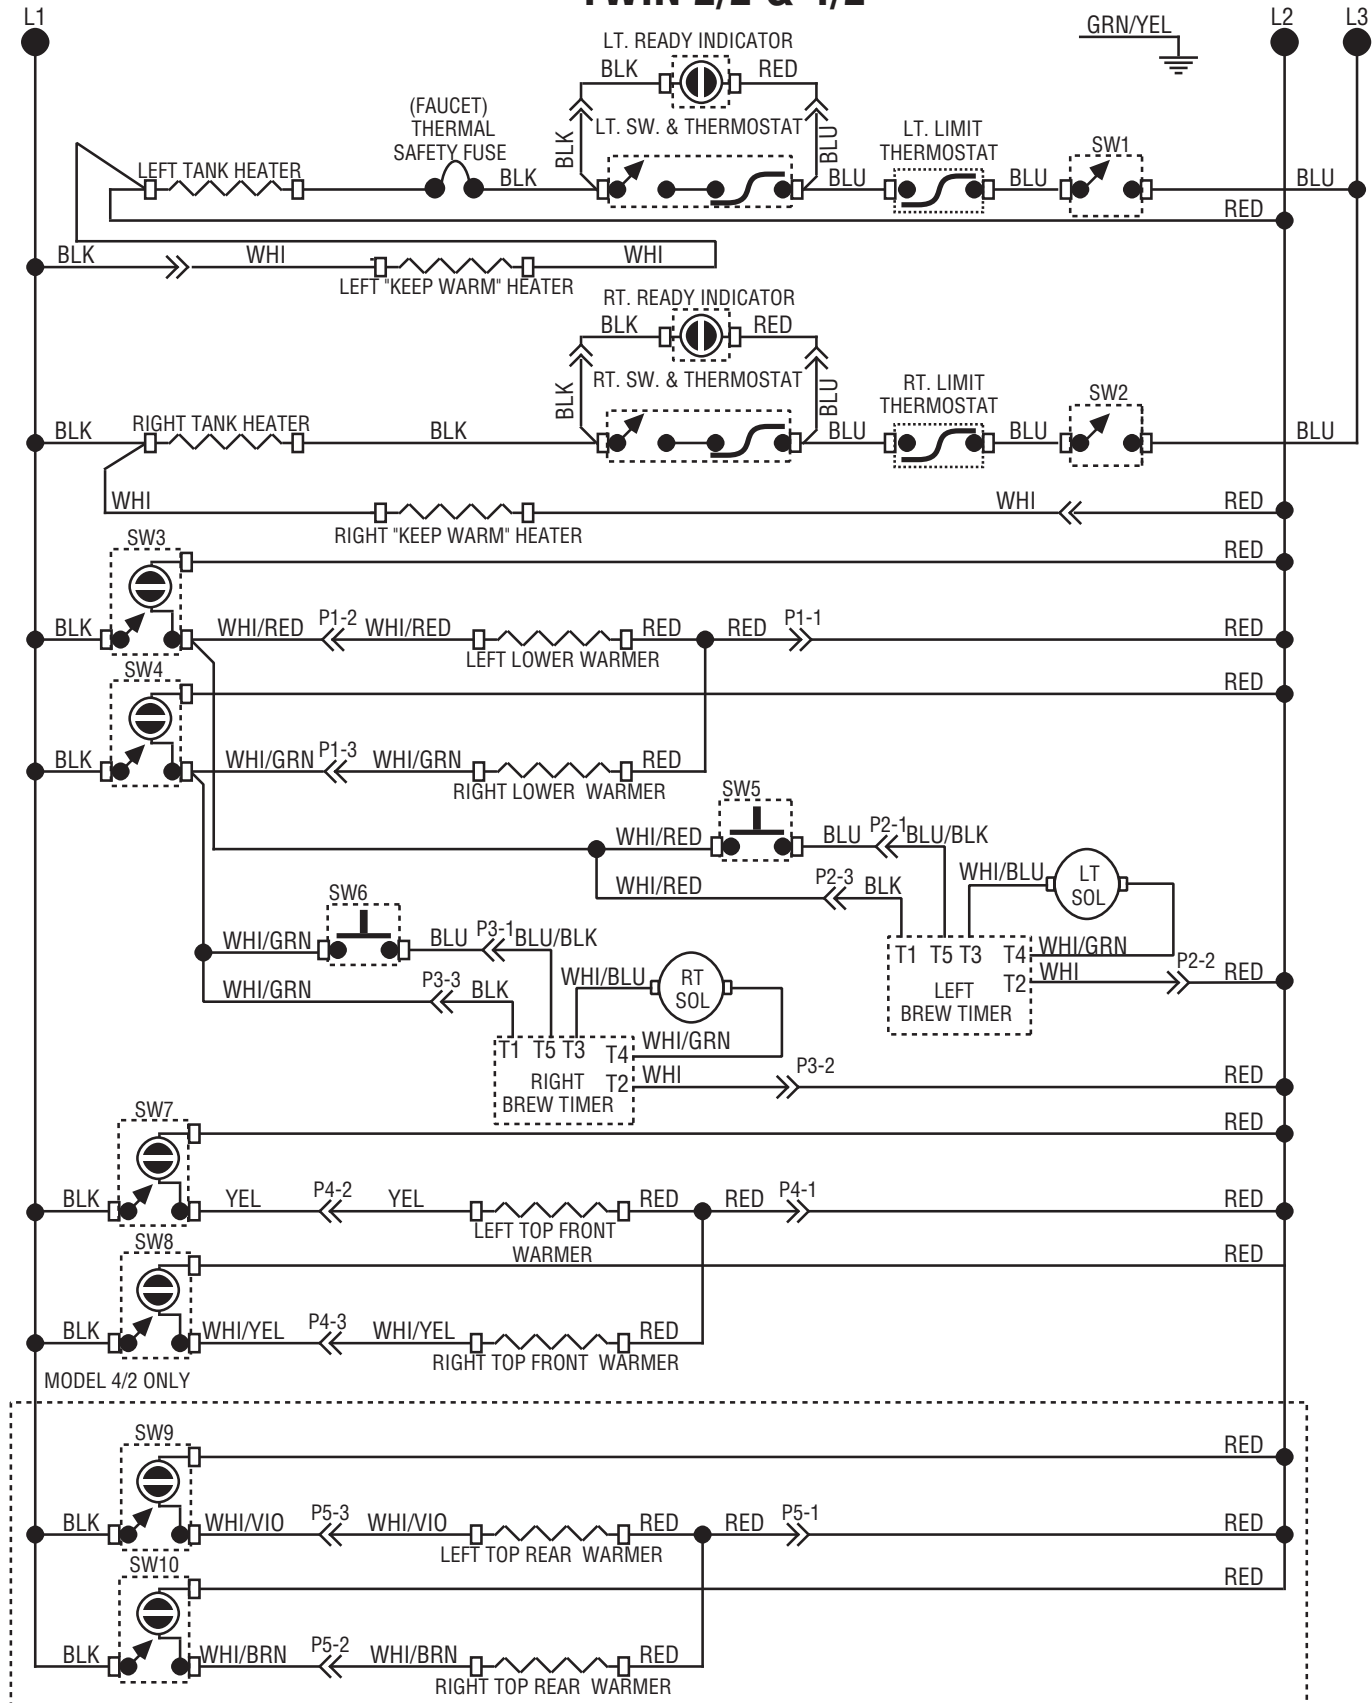 TWIN 2/2 & 4/2
L1
GRN/YEL
L2
L3
LT. READY INDICATOR
BLK
RED
(FAUCET)
THERMAL
SAFETY FUSE
BLK
LT. SW. & THERMOSTAT
BLU
LT. LIMIT
THERMOSTAT
SW1
LEFT TANK HEATER
BLK
BLU
BLU
BLU
RED
BLK
WHI
WHI
LEFT "KEEP WARM" HEATER
RT. READY INDICATOR
BLK
RED
BLK
RT. SW. & THERMOSTAT
BLU
RT. LIMIT
THERMOSTAT
SW2
RIGHT TANK HEATER
BLK
BLK
BLU
BLU
BLU
WHI
WHI
RED
RIGHT "KEEP WARM" HEATER
SW3
RED
BLK
WHI/RED
P1-2
WHI/RED
RED
RED
P1-1
RED
LEFT LOWER WARMER
SW4
RED
BLK
WHI/GRN
P1-3
WHI/GRN
RED
RIGHT LOWER WARMER
SW5
WHI/RED
BLU
P2-1
BLU/BLK
WHI/RED
P2-3
BLK
WHI/BLU
LT
SOL
SW6
WHI/GRN
BLU
P3-1
BLU/BLK
T1 T5 T3 T4
WHI/GRN
LEFT
BREW TIMER
T2
WHI
P2-2
RED
WHI/GRN
P3-3
BLK
WHI/BLU
RT
SOL
T1 T5 T3 T4
WHI/GRN
RIGHT
BREW TIMER
T2
WHI
P3-2
RED
SW7
RED
BLK
YEL
P4-2
YEL
RED
RED
P4-1
RED
LEFT TOP FRONT
WARMER
SW8
RED
BLK
WHI/YEL
P4-3
WHI/YEL
RED
RIGHT TOP FRONT WARMER
MODEL 4/2 ONLY
SW9
RED
BLK
WHI/VIO
P5-3
WHI/VIO
RED
RED
P5-1
RED
LEFT TOP REAR WARMER
SW10
RED
BLK
WHI/BRN
P5-2
WHI/BRN
RED
RIGHT TOP REAR WARMER